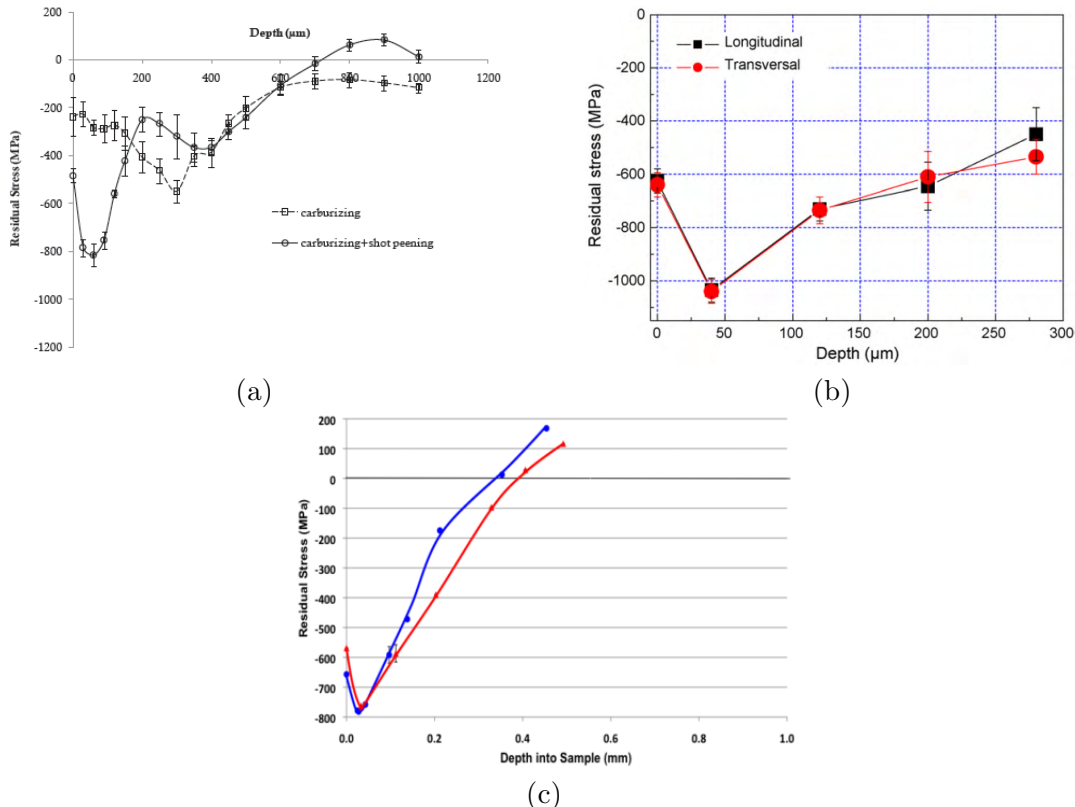 200
Depth (µm)
0
0 200 400 600 800 1000 1200
-200
-400
-600
-800
-1000
-1200
Residual Stress (MPa)
carburizing
carburizing+shot peening
(a)
0
-200
-400
-600
-800
-1000
Residual stress (MPa)
Longitudinal
Transversal
0 50 100 150 200 250 300
Depth (µm)
(b)
200
100
0
-100
-200
-300
-400
-500
-600
-700
-800
Residual Stress (MPa)
0.0 0.2 0.4 0.6 0.8 1.0
Depth into Sample (mm)
(c)